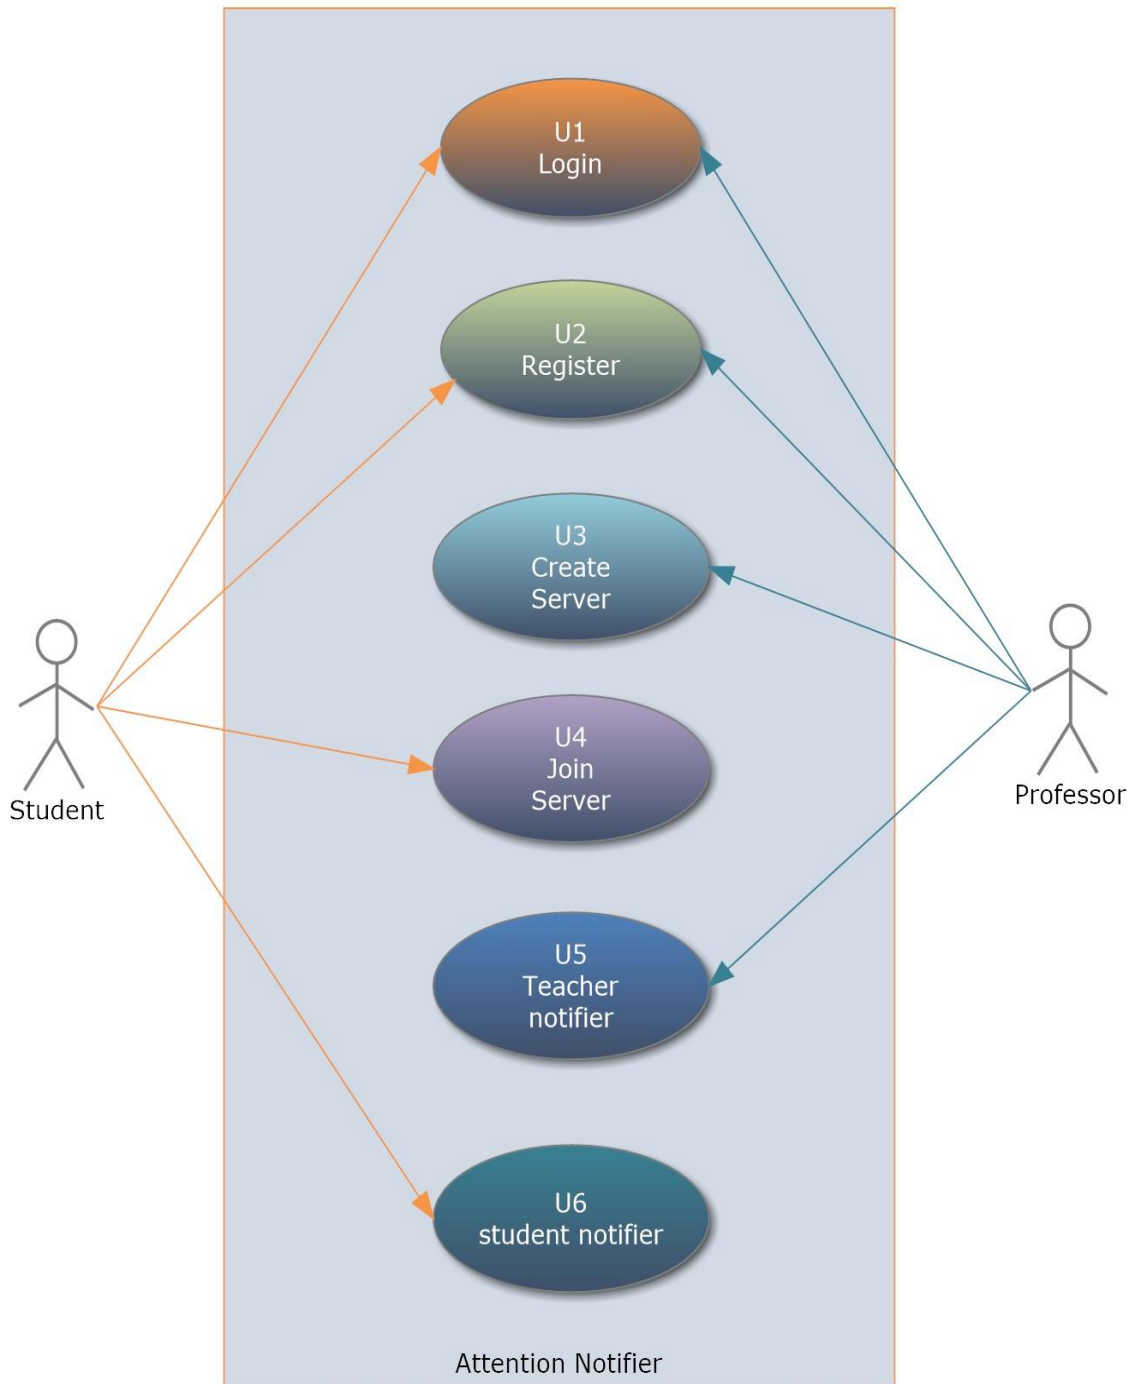 U1
Login
U2
Register
U3
Create
Server
U4
Join
Server
Student
Professor
U5
Teacher
notifier
U6
student notifier
Attention Notifier